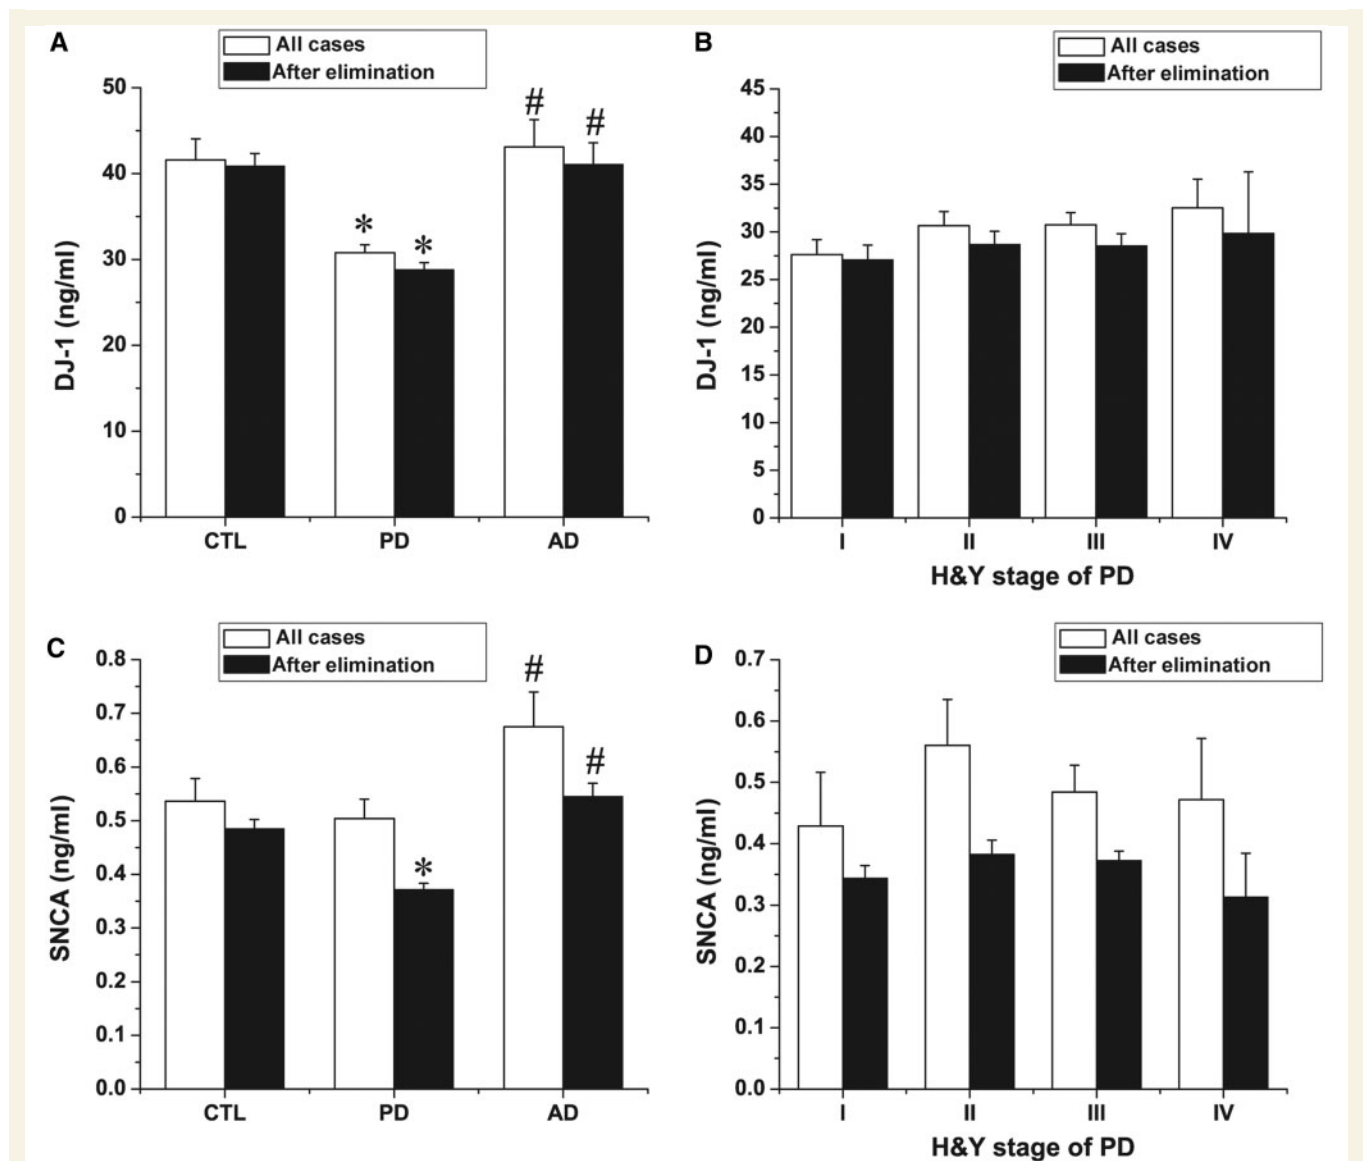 A
All cases
After elimination
50
40
30
20
10
0
DJ-1 (ng/ml)
*
*
#
#
CTL PD AD
B
All cases
After elimination
45
40
35
30
25
20
15
10
5
0
DJ-1 (ng/ml)
I II III IV
H&Y stage of PD
C
All cases
After elimination
0.8
0.7
0.6
0.5
0.4
0.3
0.2
0.1
0.0
SNCA (ng/ml)
*
#
#
CTL PD AD
D
All cases
After elimination
0.7
0.6
0.5
0.4
0.3
0.2
0.1
0.0
SNCA (ng/ml)
I II III IV
H&Y stage of PD